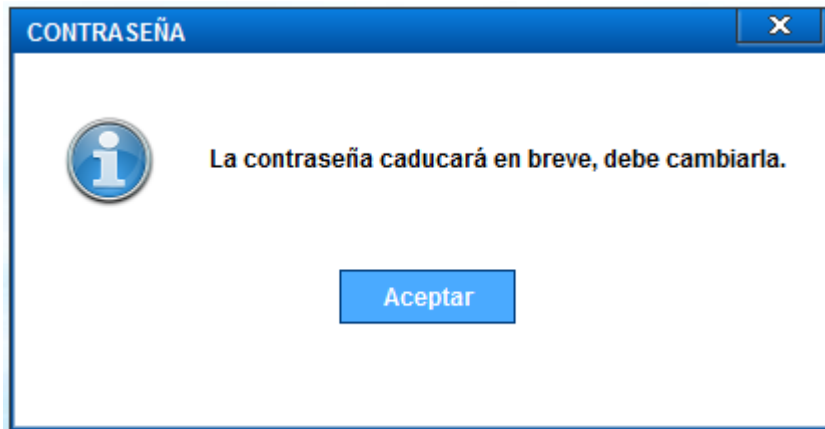 CONTRASEÑA
La contraseña caducará en breve, debe cambiarla.
Aceptar